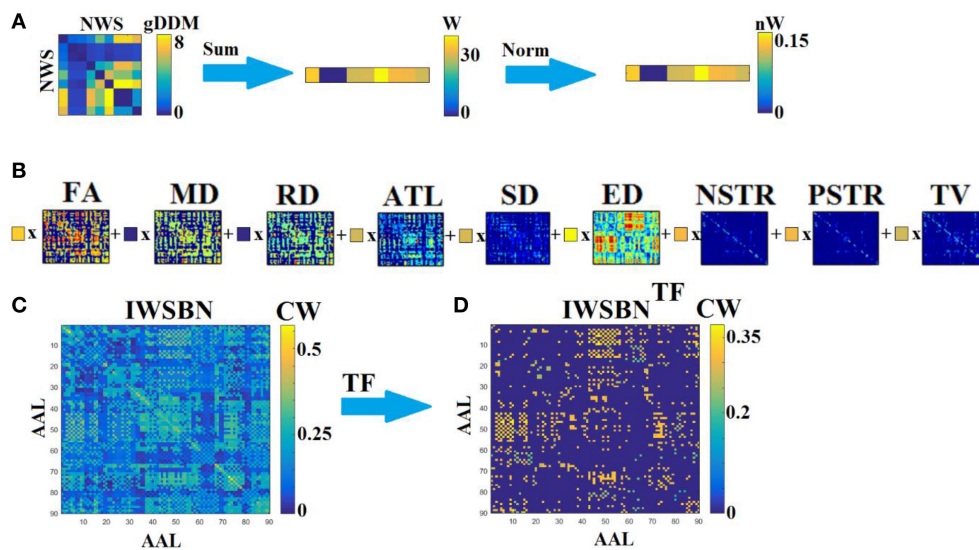 A
NWS gDDM
NWS
8
0
Sum
W
30
0
Norm
nW
0.15
0
B
FA MD RD ATL SD ED NSTR PSTR TV
x + x + x + x + x + x + x + x + x
C
IWSBN CW
AAL
10
20
30
40
50
60
70
80
90
10 20 30 40 50 60 70 80 90
AAL
0.5
0.25
0
TF
D
IWSBN TF CW
AAL
10
20
30
40
50
60
70
80
90
10 20 30 40 50 60 70 80 90
AAL
0.35
0.2
0